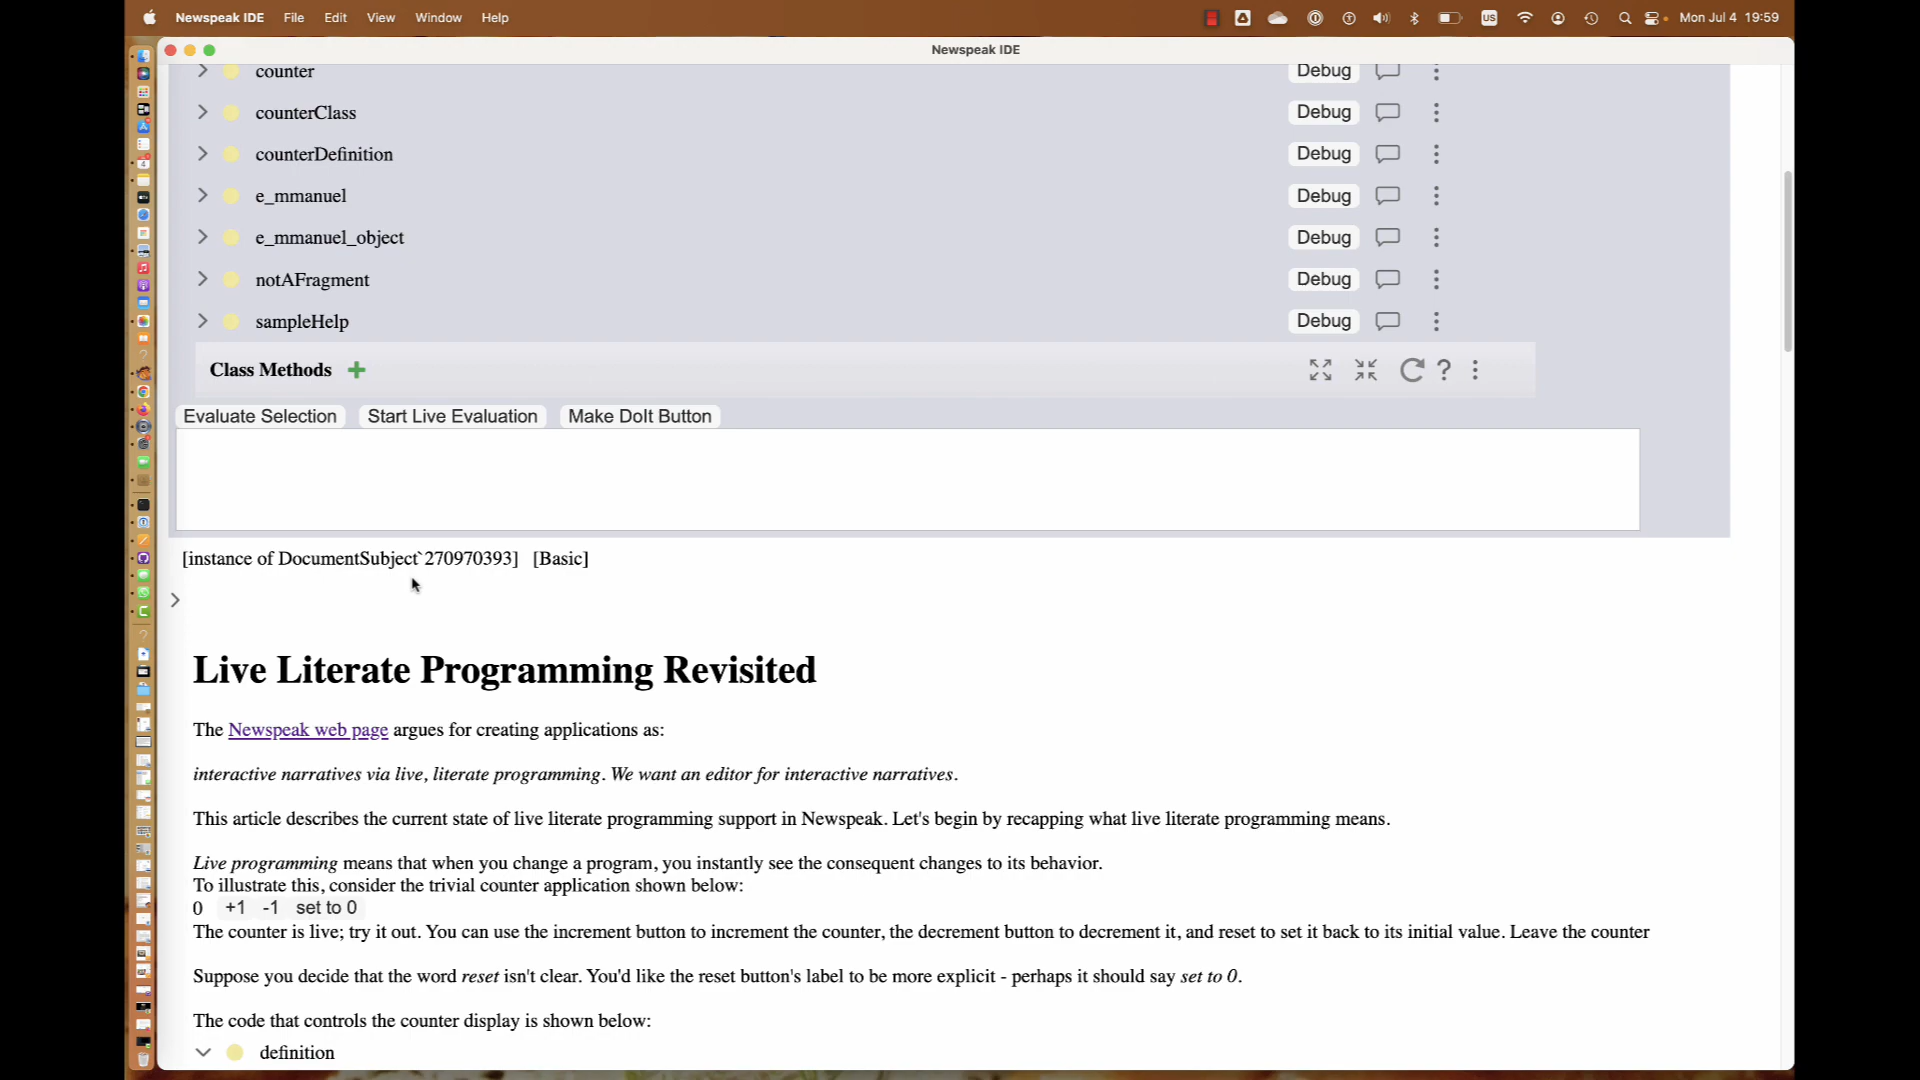 Newspeak IDE File Edit View Window Help US Mon Jul 4 19:59
Newspeak IDE
counter Debug
counterClass Debug
counterDefinition Debug
e_mmanuel Debug
e_mmanuel_object Debug
notAFragment Debug
sampleHelp Debug
Class Methods ?
Evaluate Selection Start Live Evaluation Make DoIt Button
[instance of DocumentSubject`270970393] [Basic]
Live Literate Programming Revisited
The Newspeak web page argues for creating applications as:
interactive narratives via live, literate programming. We want an editor for interactive narratives.
This article describes the current state of live literate programming support in Newspeak. Let's begin by recapping what live literate programming means.
Live programming means that when you change a program, you instantly see the consequent changes to its behavior.
To illustrate this, consider the trivial counter application shown below:
0 +1 -1 set to 0
The counter is live; try it out. You can use the increment button to increment the counter, the decrement button to decrement it, and reset to set it back to its initial value. Leave the counter
Suppose you decide that the word reset isn't clear. You'd like the reset button's label to be more explicit - perhaps it should say set to 0.
The code that controls the counter display is shown below:
definition